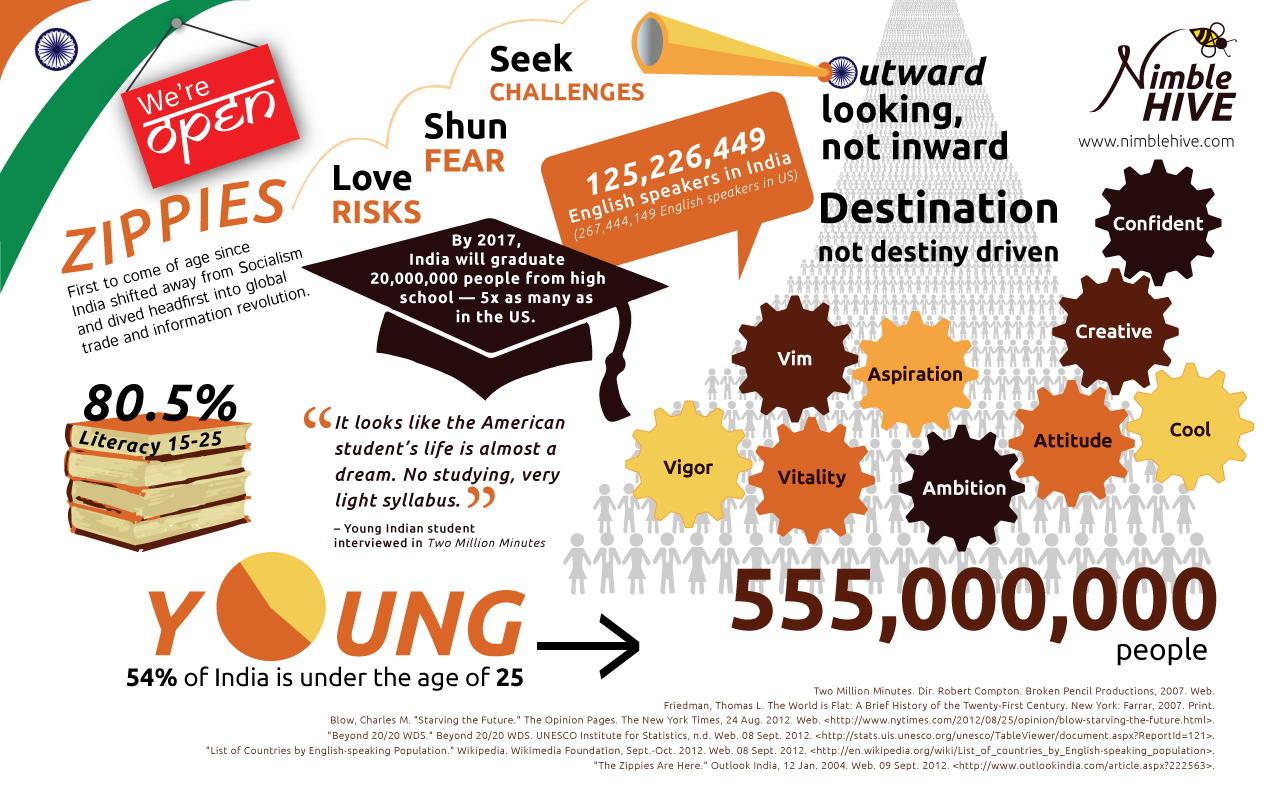 We're
open
ZIPPIES
First to come of age since
India shifted away from Socialism
and dived headfirst into global
trade and information revolution.
Seek
CHALLENGES
Shun
FEAR
Love
RISKS
125,226,449
English speakers in India
(267,444,149 English speakers in US)
By 2017,
India will graduate
20,000,000 people from high
school — 5x as many as
in the US.
utward
looking,
not inward
Destination
not destiny driven
Nimble
HIVE
www.nimblehive.com
Confident
Creative
Vim
Aspiration
Cool
Attitude
Vigor
Vitality
Ambition
80.5%
Literacy 15-25
“It looks like the American
student’s life is almost a
dream. No studying, very
light syllabus.”
– Young Indian student
interviewed in Two Million Minutes
Y UNG
54% of India is under the age of 25
555,000,000
people
Two Million Minutes. Dir. Robert Compton. Broken Pencil Productions, 2007. Web.
Friedman, Thomas L. The World is Flat: A Brief History of the Twenty-First Century. New York: Farrar, 2007. Print.
Blow, Charles M. "Starving the Future." The Opinion Pages. The New York Times, 24 Aug. 2012. Web. <http://www.nytimes.com/2012/08/25/opinion/blow-starving-the-future.html>.
"Beyond 20/20 WDS." Beyond 20/20 WDS. UNESCO Institute for Statistics, n.d. Web. 08 Sept. 2012. <http://stats.uis.unesco.org/unesco/TableViewer/document.aspx?ReportId=121>.
"List of Countries by English-speaking Population." Wikipedia. Wikimedia Foundation, Sept.-Oct. 2012. Web. 08 Sept. 2012. <http://en.wikipedia.org/wiki/List_of_countries_by_English-speaking_population>.
"The Zippies Are Here." Outlook India, 12 Jan. 2004. Web. 09 Sept. 2012. <http://www.outlookindia.com/article.aspx?222563>.